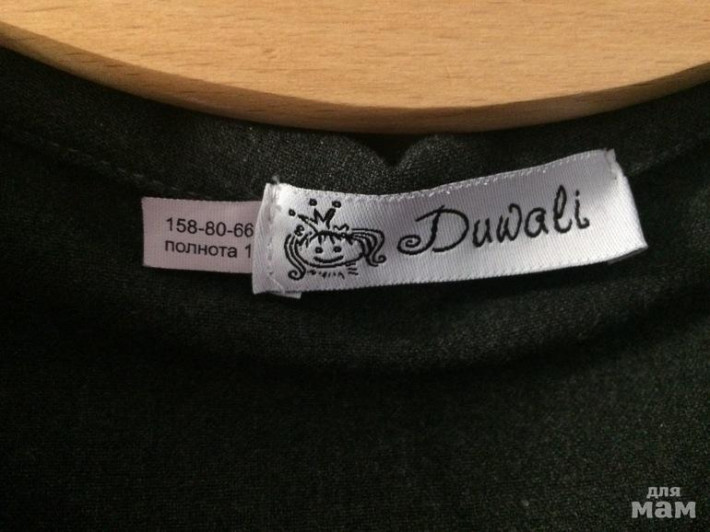 158-80-66
полнота 1
Duwali
для
мам